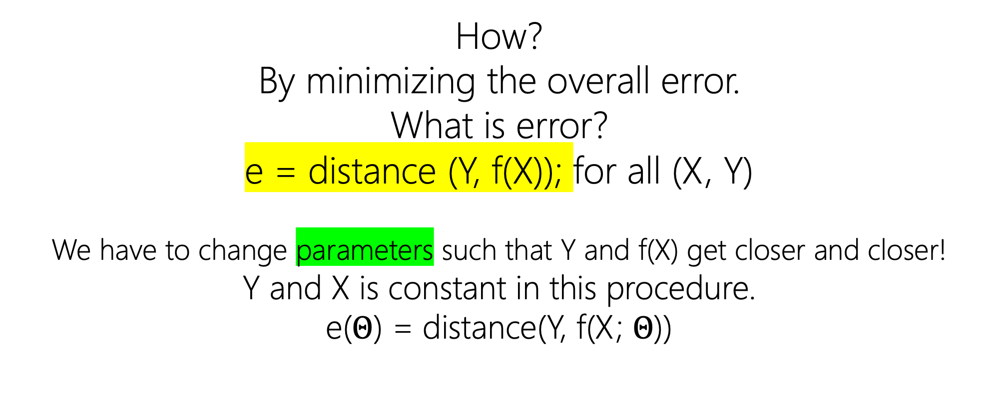 How?
By minimizing the overall error.
What is error?
e = distance (Y, f(X)); for all (X, Y)
We have to change parameters such that Y and f(X) get closer and closer!
Y and X is constant in this procedure.
e(Θ) = distance(Y, f(X; Θ))